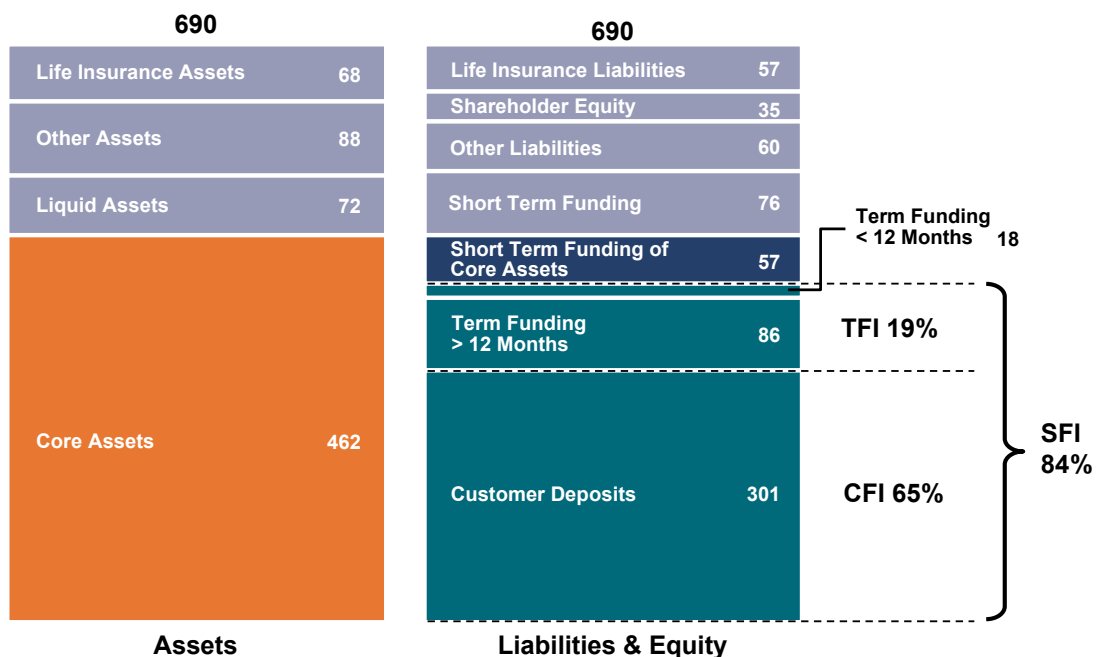 690
Life Insurance Assets 68
Other Assets 88
Liquid Assets 72
Core Assets 462
Assets
690
Life Insurance Liabilities 57
Shareholder Equity 35
Other Liabilities 60
Short Term Funding 76
Short Term Funding of
Core Assets 57
Term Funding
> 12 Months 86
Customer Deposits 301
Liabilities & Equity
Term Funding
< 12 Months 18
TFI 19%
CFI 65%
SFI
84%